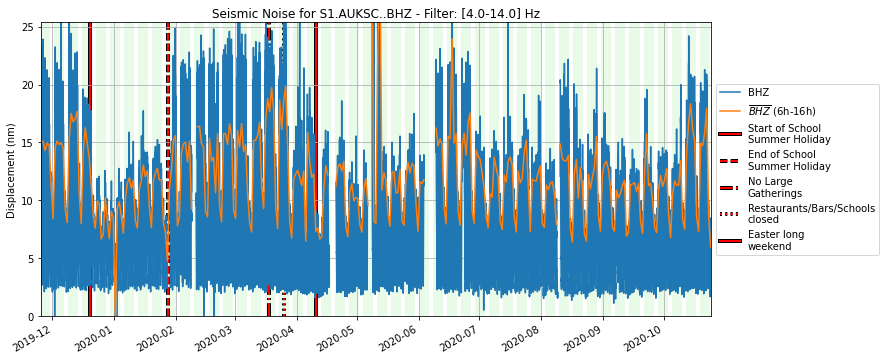 Seismic Noise for S1.AUKSC..BHZ - Filter: [4.0-14.0] Hz
25
20
15
10
5
0
Displacement (nm)
2019-12
2020-01
2020-02
2020-03
2020-04
2020-05
2020-06
2020-07
2020-08
2020-09
2020-10
BHZ
BHZ (6h-16h)
Start of School
Summer Holiday
End of School
Summer Holiday
No Large
Gatherings
Restaurants/Bars/Schools
closed
Easter long
weekend